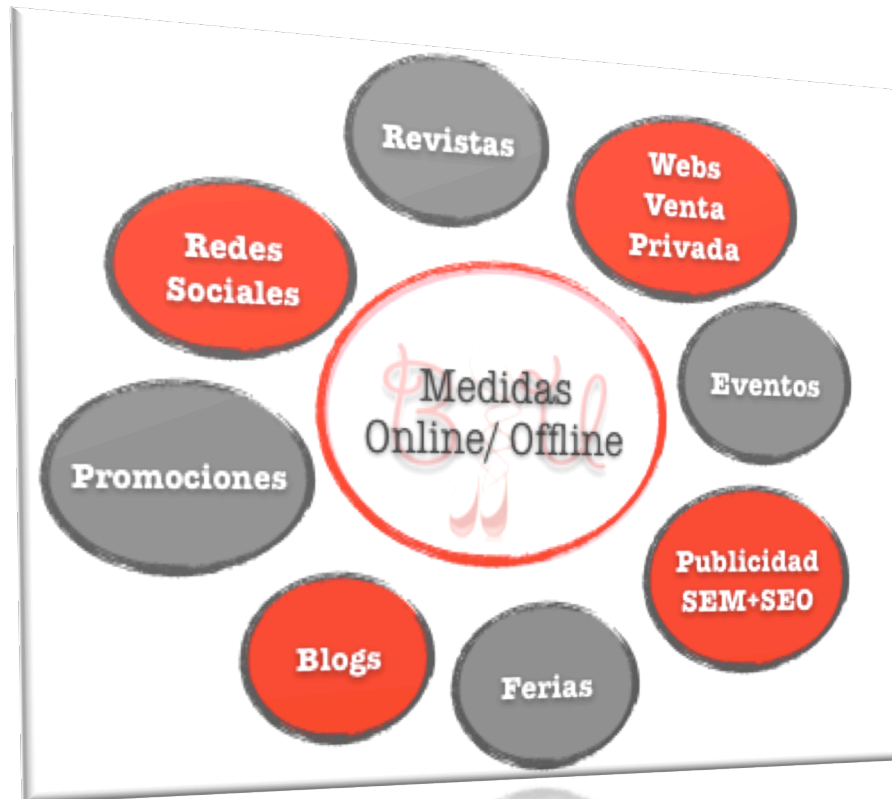 Revistas
Webs
Venta
Privada
Redes
Sociales
Medidas
Online/ Offline
Eventos
Promociones
Publicidad
SEM+SEO
Blogs
Ferias